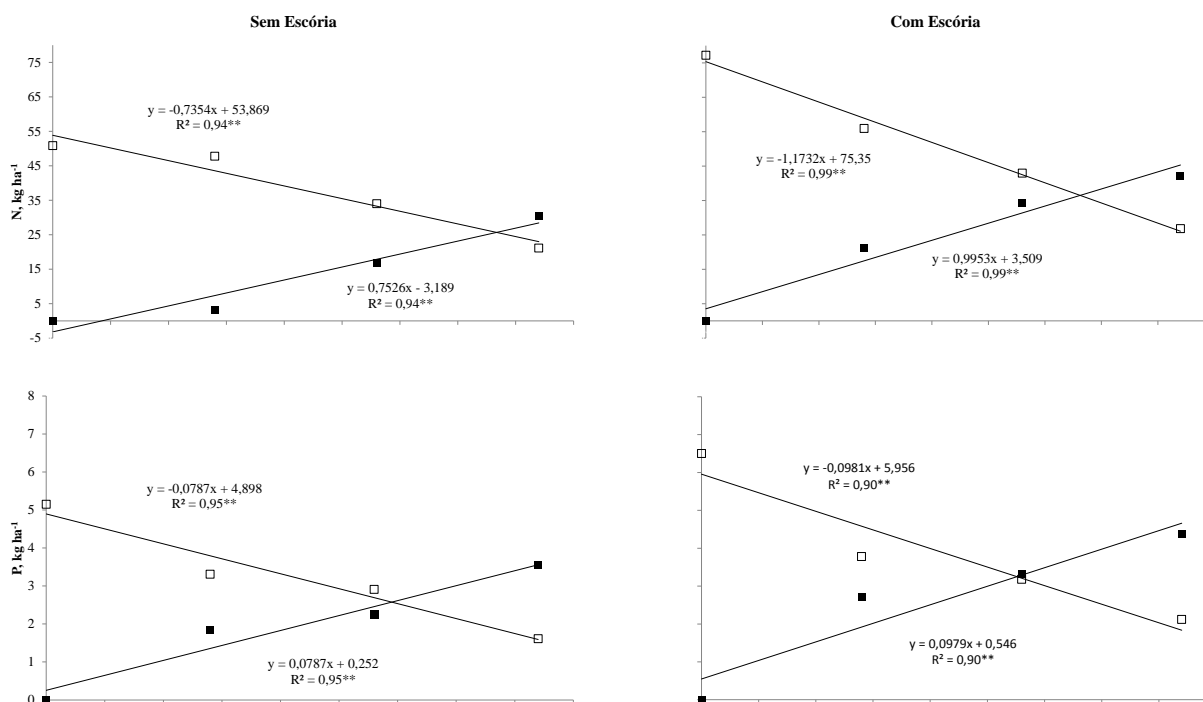 Sem Escória
Com Escória
75
65
55
45
35
25
15
5
-5
N, kg ha⁻¹
y = -0,7354x + 53,869
R² = 0,94**
y = 0,7526x - 3,189
R² = 0,94**
y = -1,1732x + 75,35
R² = 0,99**
y = 0,9953x + 3,509
R² = 0,99**
8
7
6
5
4
3
2
1
0
P, kg ha⁻¹
y = -0,0787x + 4,898
R² = 0,95**
y = 0,0787x + 0,252
R² = 0,95**
y = -0,0981x + 5,956
R² = 0,90**
y = 0,0979x + 0,546
R² = 0,90**